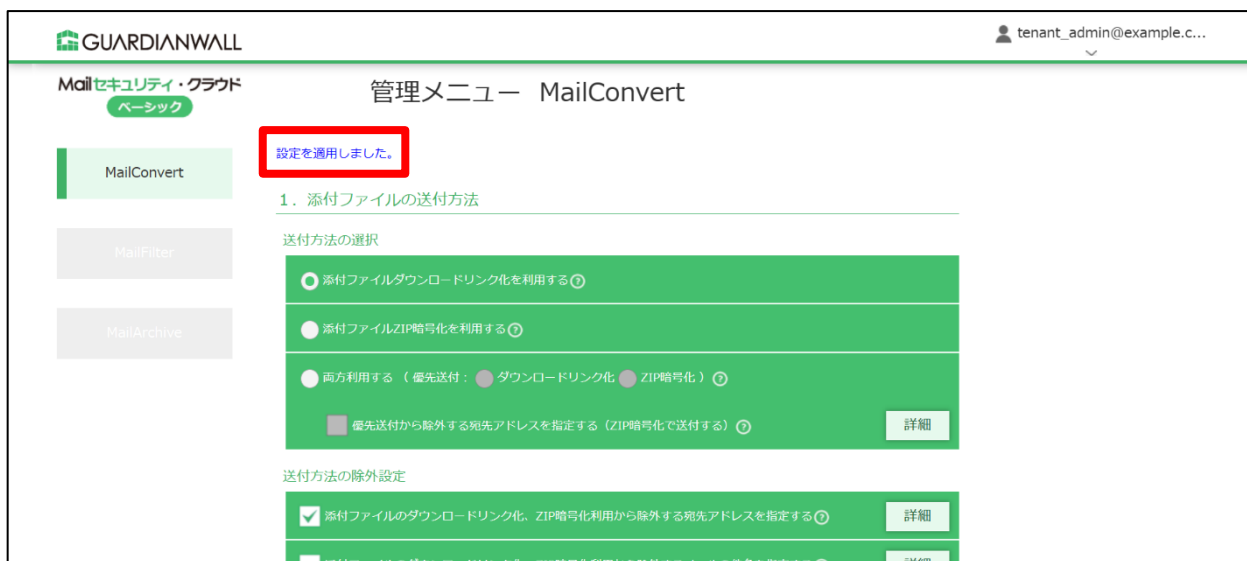 GUARDIANWALL
tenant_admin@example.c...
Mailセキュリティ・クラウド
ベーシック
管理メニュー MailConvert
設定を適用しました。
MailConvert
MailFilter
MailArchive
1．添付ファイルの送付方法
送付方法の選択
添付ファイルダウンロードリンク化を利用する?
添付ファイルZIP暗号化を利用する?
両方利用する （ 優先送付： ダウンロードリンク化 ZIP暗号化 ）?
優先送付から除外する宛先アドレスを指定する（ZIP暗号化で送付する）?
詳細
送付方法の除外設定
添付ファイルのダウンロードリンク化、ZIP暗号化利用から除外する宛先アドレスを指定する?
詳細